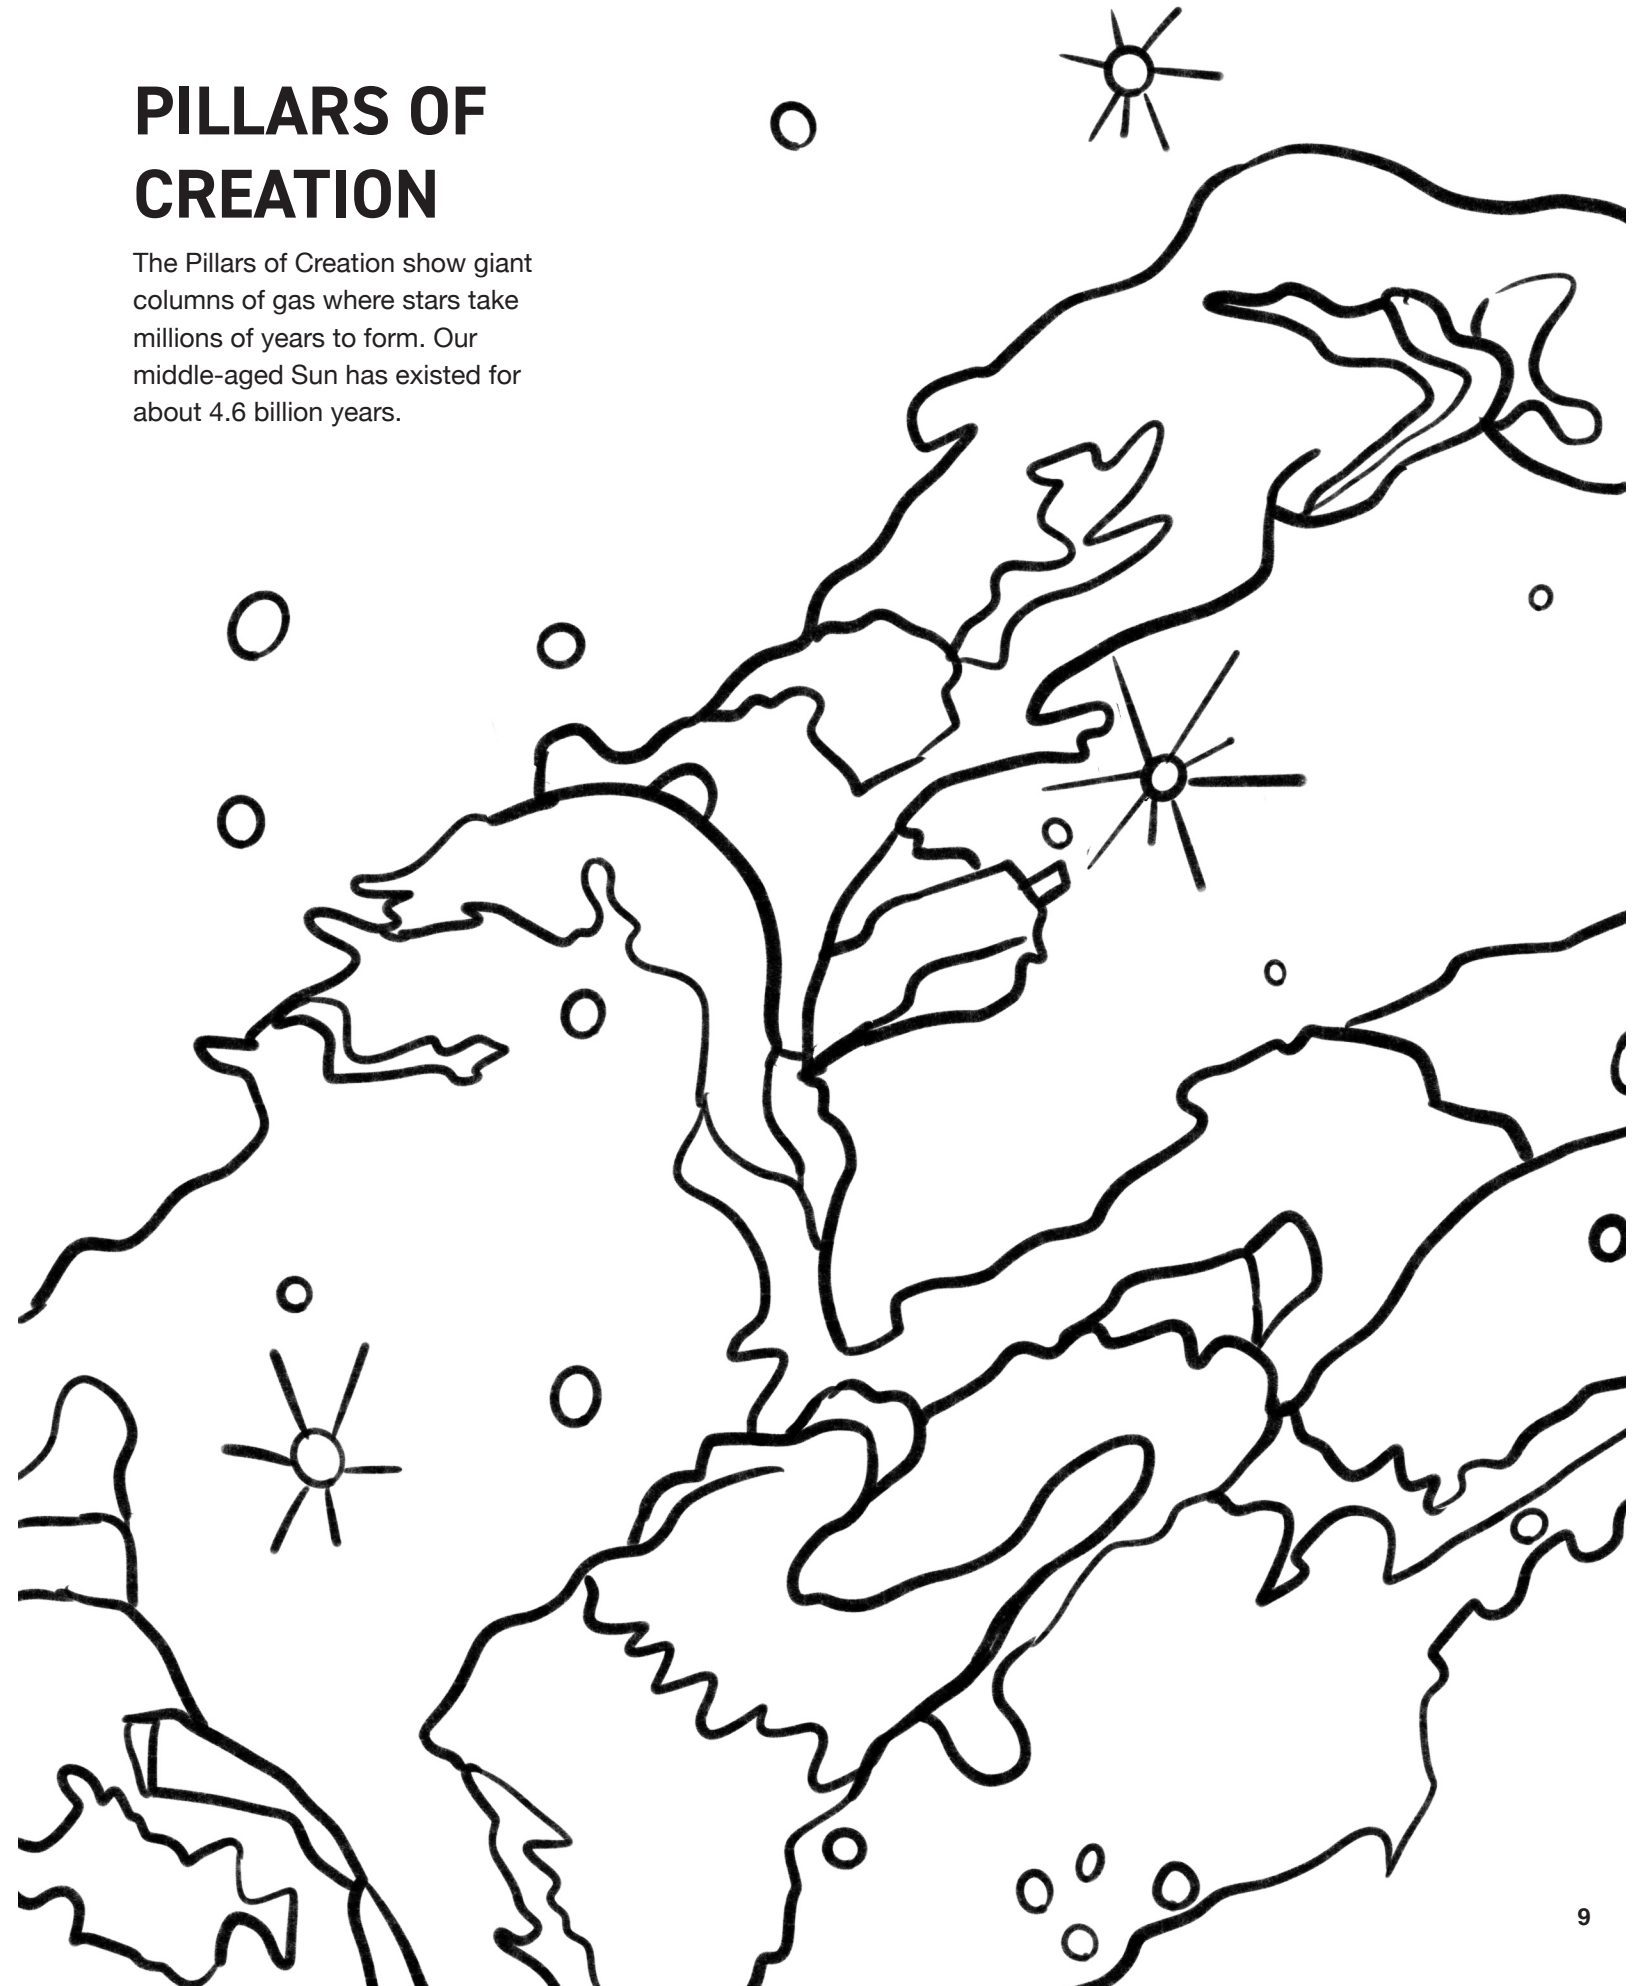 PILLARS OF
CREATION
The Pillars of Creation show giant
columns of gas where stars take
millions of years to form. Our
middle-aged Sun has existed for
about 4.6 billion years.
9